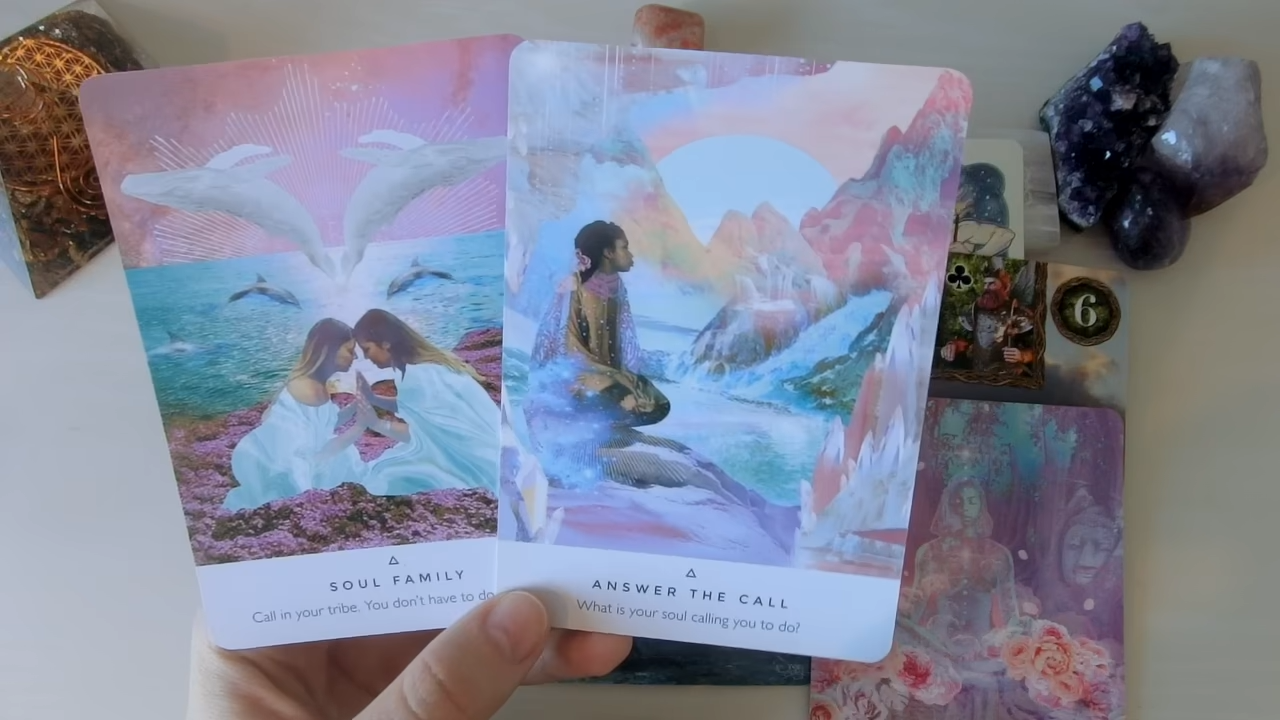 SOUL FAMILY
Call in your tribe. You don't have to do
ANSWER THE CALL
What is your soul calling you to do?
6